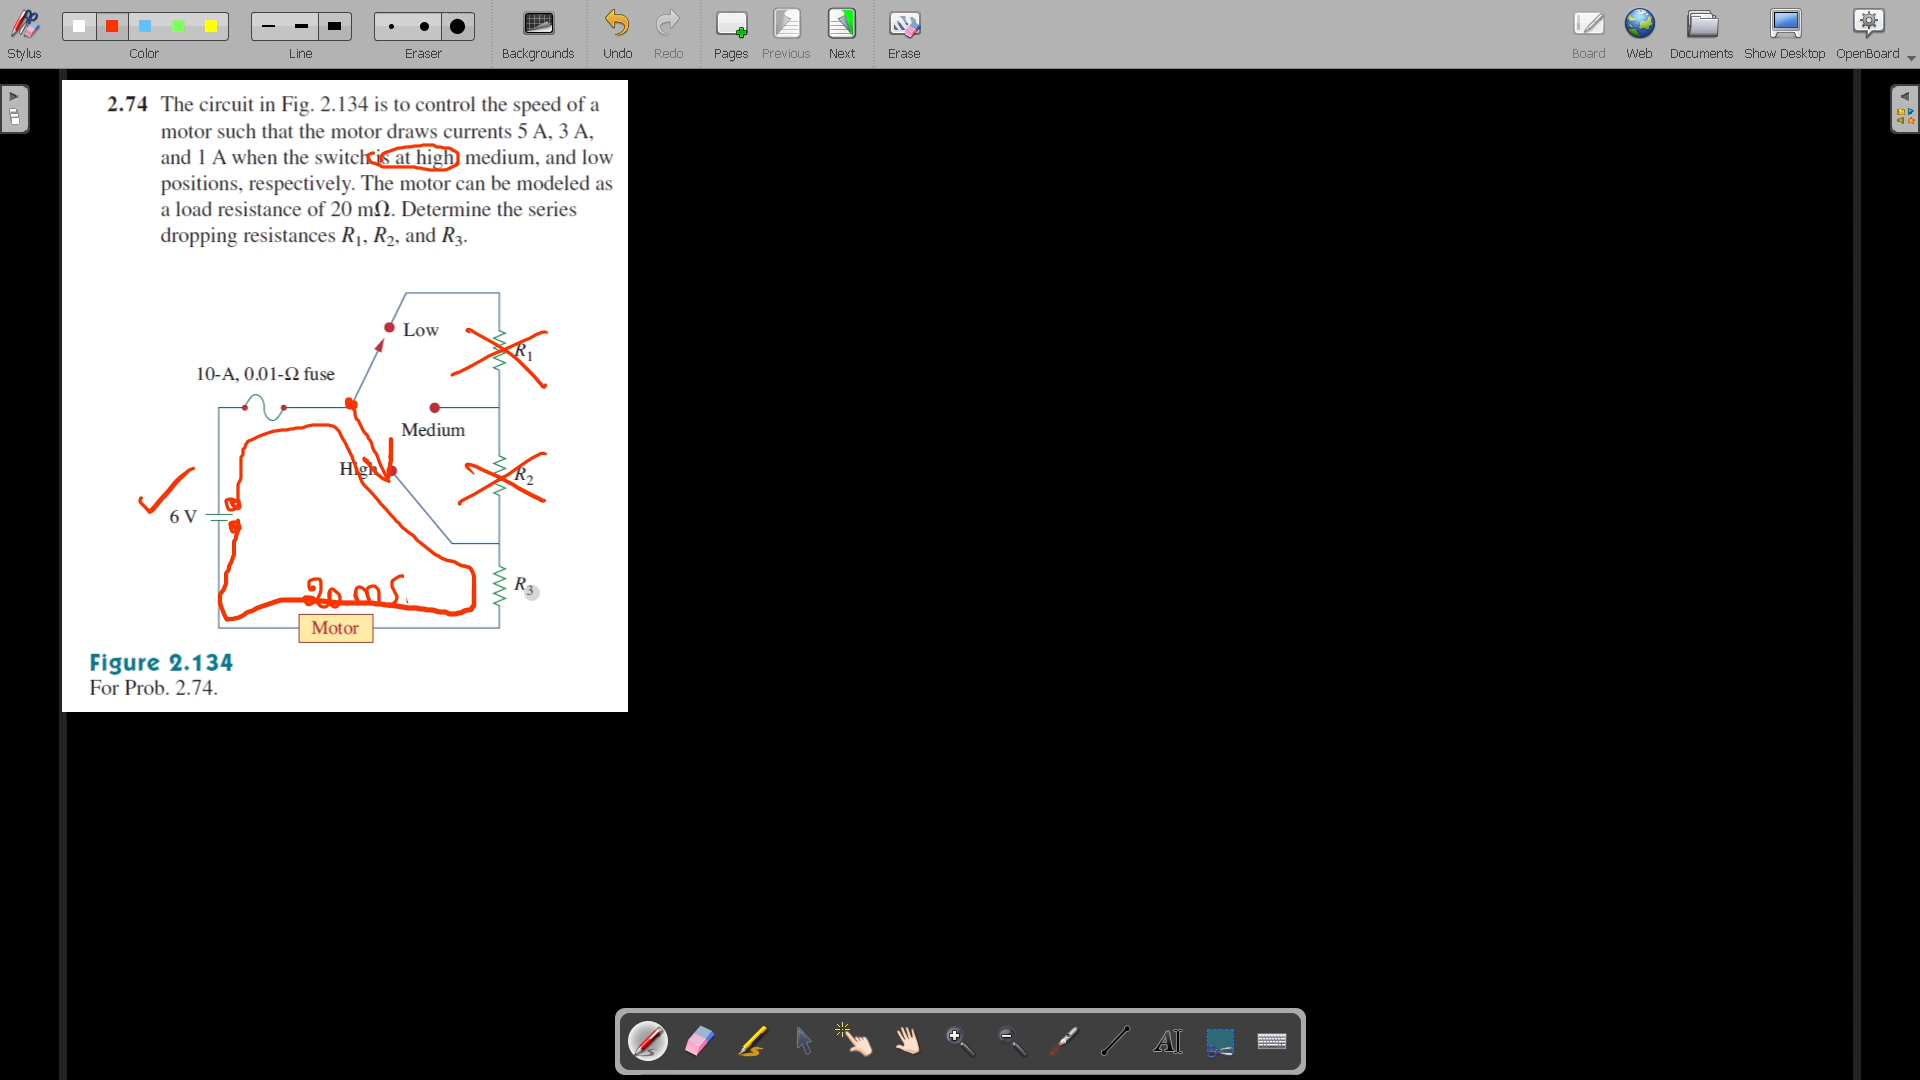 Stylus Color Line Eraser Backgrounds Undo Redo Pages Previous Next Erase Board Web Documents Show Desktop OpenBoard
2.74 The circuit in Fig. 2.134 is to control the speed of a
motor such that the motor draws currents 5 A, 3 A,
and 1 A when the switch is at high, medium, and low
positions, respectively. The motor can be modeled as
a load resistance of 20 mΩ. Determine the series
dropping resistances R₁, R₂, and R₃.
Low
R₁
10-A, 0.01-Ω fuse
Medium
High
R₂
6 V
R₃
20 m
Motor
Figure 2.134
For Prob. 2.74.
AI